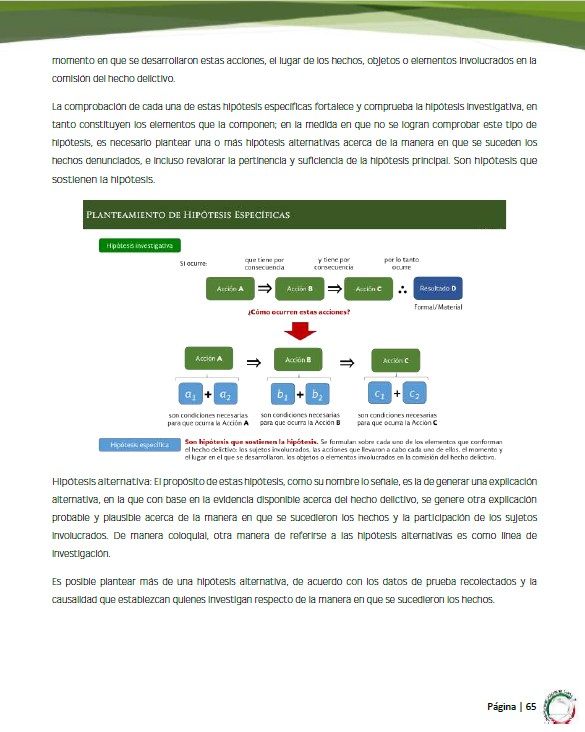 momento en que se desarrollaron estas acciones, el lugar de los hechos, objetos o elementos involucrados en la
comisión del hecho delictivo.
La comprobación de cada una de estas hipótesis específicas fortalece y comprueba la hipótesis investigativa, en
tanto constituyen los elementos que la componen; en la medida en que no se logran comprobar este tipo de
hipótesis, es necesario plantear una o más hipótesis alternativas acerca de la manera en que se suceden los
hechos denunciados, e incluso revalorar la pertinencia y suficiencia de la hipótesis principal. Son hipótesis que
sostienen la hipótesis.
PLANTEAMIENTO DE HIPÓTESIS ESPECÍFICAS
Hipótesis investigativa
Si ocurre:
que tiene por
consecuencia
y tiene por
consecuencia
por lo tanto
ocurre
Acción A ⇒ Acción B ⇒ Acción C ∴ Resultado D
Formal/Material
¿Cómo ocurren estas acciones?
Acción A ⇒ Acción B ⇒ Acción C
a1 + a2 b1 + b2 c1 + c2
son condiciones necesarias
para que ocurra la Acción A
son condiciones necesarias
para que ocurra la Acción B
son condiciones necesarias
para que ocurra la Acción C
Hipótesis específica
Son hipótesis que sostienen la hipótesis. Se formulan sobre cada uno de los elementos que conforman
el hecho delictivo: los sujetos involucrados, las acciones que llevaron a cabo cada uno de ellos, el momento y
el lugar en el que se desarrollaron, los objetos o elementos involucrados en la comisión del hecho delictivo.
Hipótesis alternativa: El propósito de estas hipótesis, como su nombre lo señale, es la de generar una explicación
alternativa, en la que con base en la evidencia disponible acerca del hecho delictivo, se genere otra explicación
probable y plausible acerca de la manera en que se sucedieron los hechos y la participación de los sujetos
involucrados. De manera coloquial, otra manera de referirse a las hipótesis alternativas es como línea de
investigación.
Es posible plantear más de una hipótesis alternativa, de acuerdo con los datos de prueba recolectados y la
causalidad que establezcan quienes investigan respecto de la manera en que se sucedieron los hechos.
Página | 65